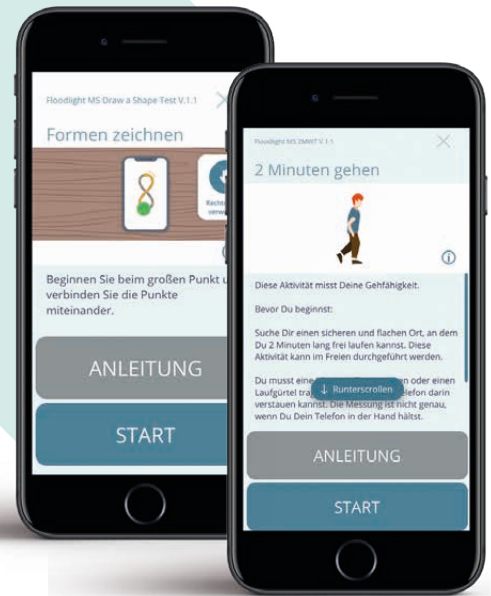 Floodlight MS Draw a Shape Test V.1.1
Formen zeichnen
Beginnen Sie beim großen Punkt
verbinden Sie die Punkte
miteinander.
ANLEITUNG
START
Floodlight MS 2MWT V.1.1
2 Minuten gehen
Diese Aktivität misst Deine Gehfähigkeit.
Bevor Du beginnst:
Suche Dir einen sicheren und flachen Ort, an dem
Du 2 Minuten lang frei laufen kannst. Diese
Aktivität kann im Freien durchgeführt werden.
Du musst eine oder einen
Laufgürtel
verstauen kannst. Die Messung ist nicht genau,
wenn Du Dein Telefon in der Hand hältst.
↓ Runterscrollen
ANLEITUNG
START